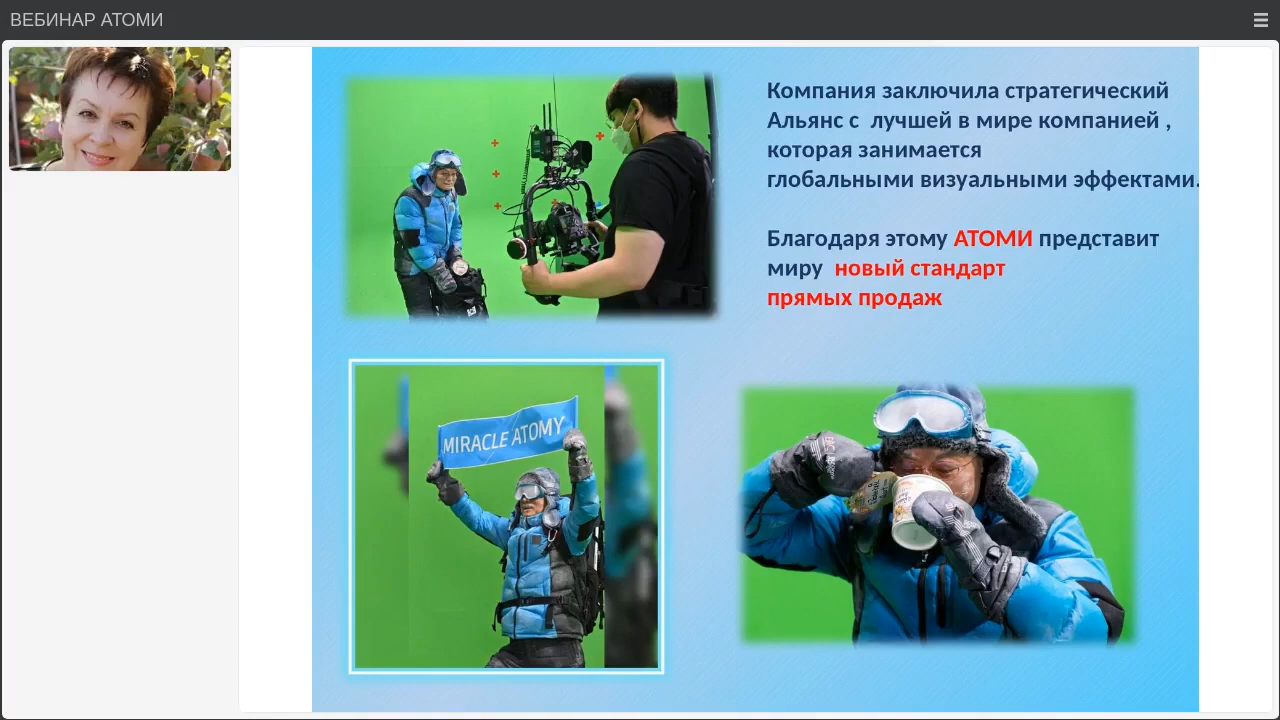 ВЕБИНАР АТОМИ
Компания заключила стратегический
Альянс с лучшей в мире компанией ,
которая занимается
глобальными визуальными эффектами.
Благодаря этому АТОМИ представит
миру новый стандарт
прямых продаж
MIRACLE ATOMY